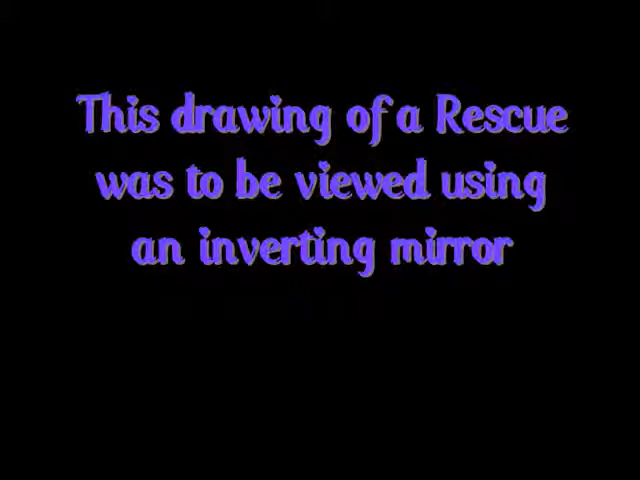 This drawing of a Rescue
was to be viewed using
an inverting mirror